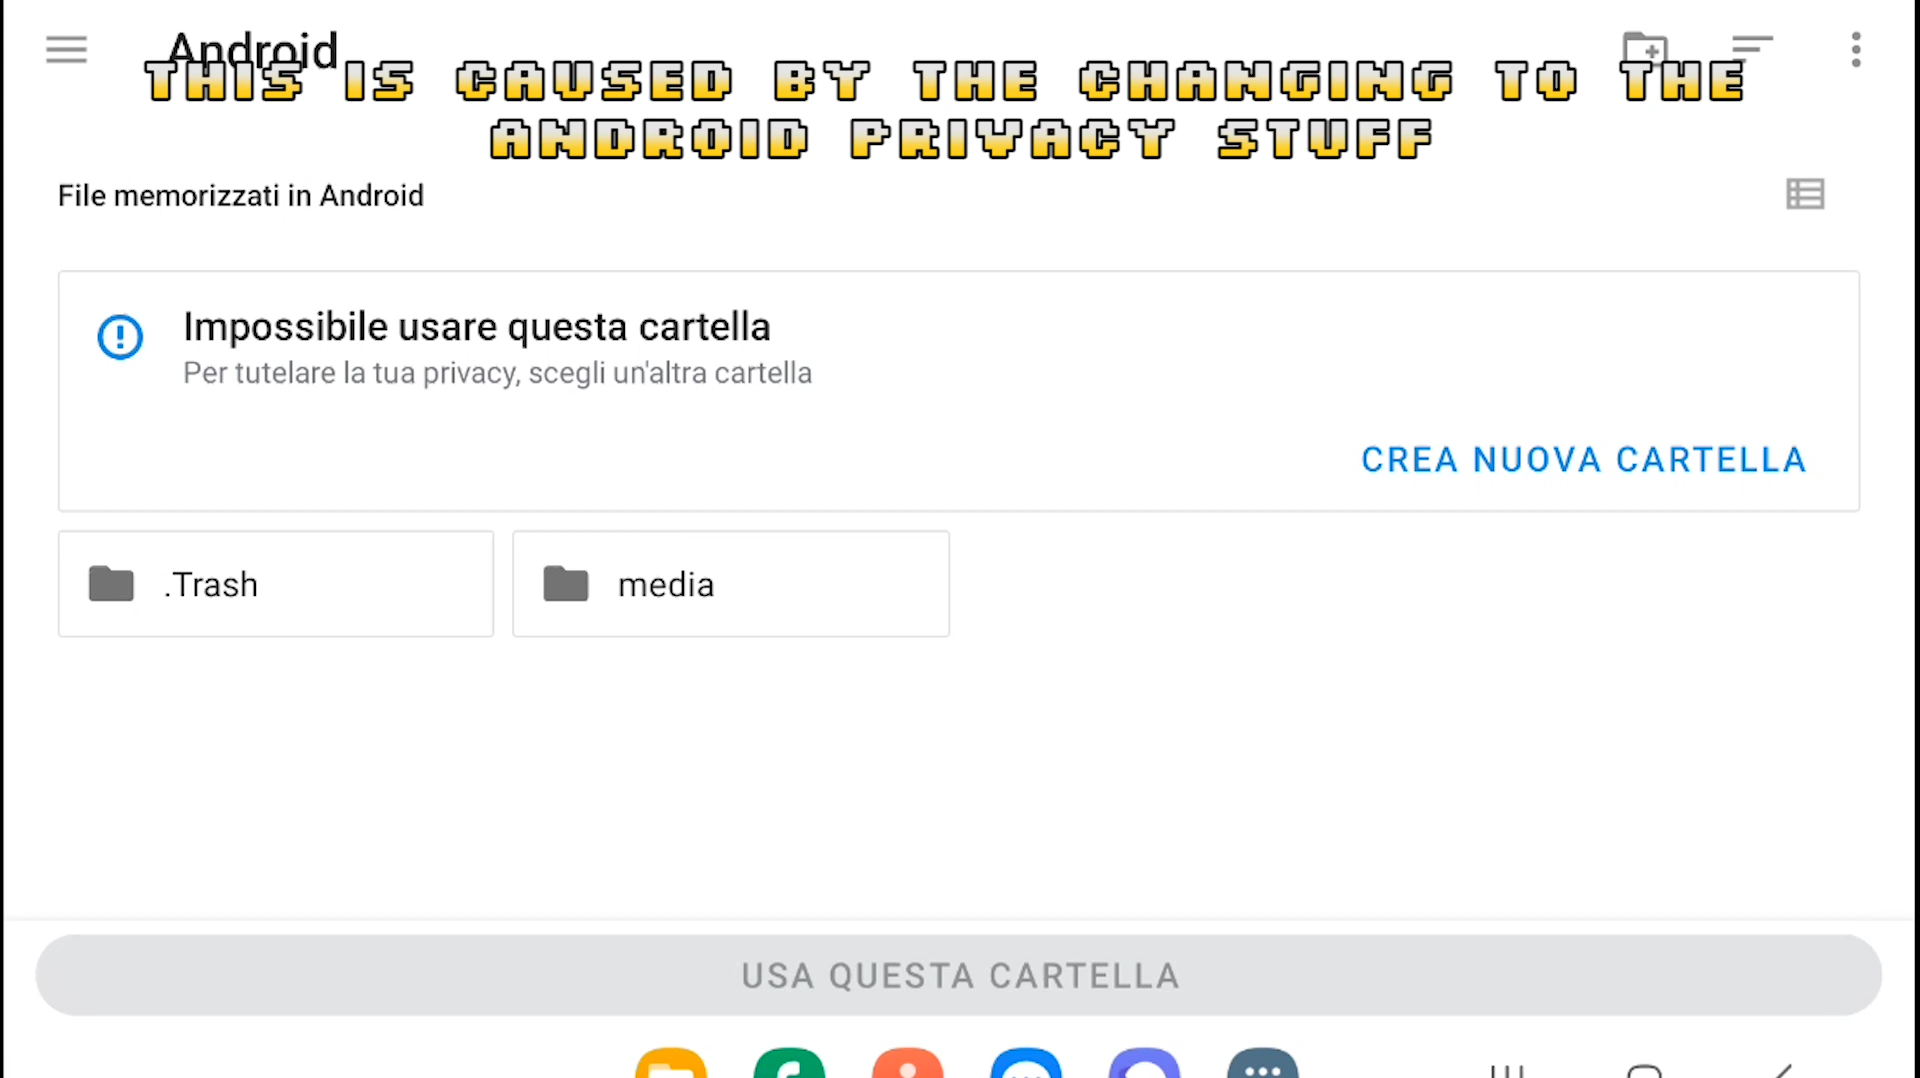 Android
THIS IS CAUSED BY THE CHANGING TO THE
ANDROID PRIVACY STUFF
File memorizzati in Android
Impossibile usare questa cartella
Per tutelare la tua privacy, scegli un'altra cartella
CREA NUOVA CARTELLA
.Trash
media
USA QUESTA CARTELLA